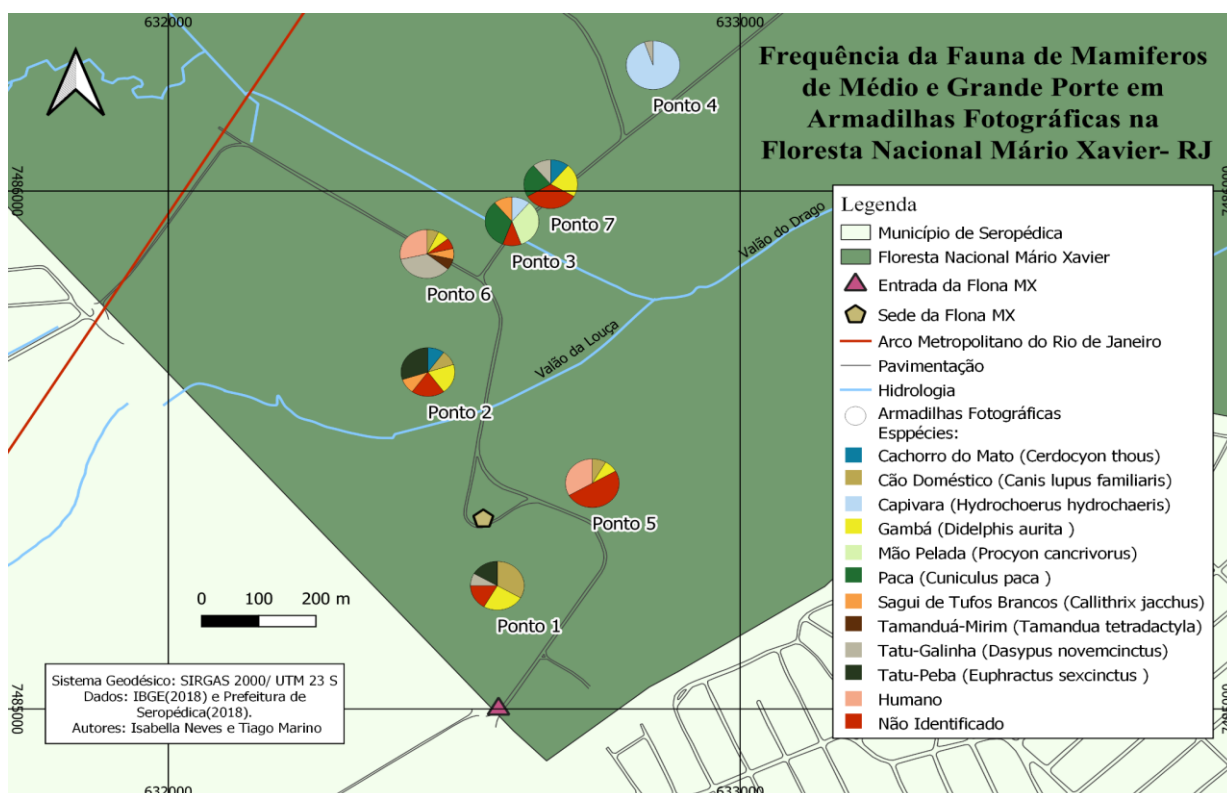 632000
633000
Frequência da Fauna de Mamiferos
de Médio e Grande Porte em
Armadilhas Fotográficas na
Floresta Nacional Mário Xavier- RJ
Ponto 4
7486000
Ponto 7
Ponto 3
Ponto 6
Valão do Drago
Valão da Louça
Ponto 2
Ponto 5
Ponto 1
Legenda
Município de Seropédica
Floresta Nacional Mário Xavier
Entrada da Flona MX
Sede da Flona MX
Arco Metropolitano do Rio de Janeiro
Pavimentação
Hidrologia
Armadilhas Fotográficas
Esppécies:
Cachorro do Mato (Cerdocyon thous)
Cão Doméstico (Canis lupus familiaris)
Capivara (Hydrochoerus hydrochaeris)
Gambá (Didelphis aurita )
Mão Pelada (Procyon cancrivorus)
Paca (Cuniculus paca )
Sagui de Tufos Brancos (Callithrix jacchus)
Tamanduá-Mirim (Tamandua tetradactyla)
Tatu-Galinha (Dasypus novemcinctus)
Tatu-Peba (Euphractus sexcinctus )
Humano
Não Identificado
0 100 200 m
Sistema Geodésico: SIRGAS 2000/ UTM 23 S
Dados: IBGE(2018) e Prefeitura de
Seropédica(2018).
Autores: Isabella Neves e Tiago Marino
7485000
632000
633000